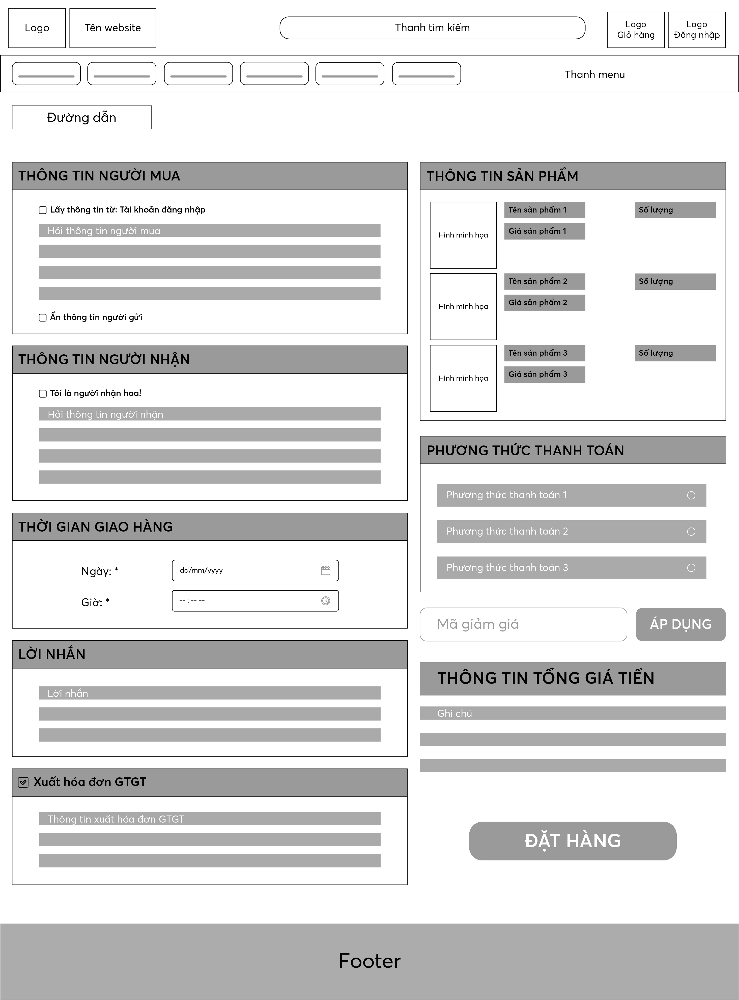 Logo
Tên website
Thanh tìm kiếm
Logo
Giỏ hàng
Logo
Đăng nhập
Thanh menu
Đường dẫn
THÔNG TIN NGƯỜI MUA
Lấy thông tin từ: Tài khoản đăng nhập
Hỏi thông tin người mua
Ẩn thông tin người gửi
THÔNG TIN NGƯỜI NHẬN
Tôi là người nhận hoa!
Hỏi thông tin người nhận
THỜI GIAN GIAO HÀNG
Ngày: *
dd/mm/yyyy
Giờ: *
-- : -- --
LỜI NHẮN
Lời nhắn
Xuất hóa đơn GTGT
Thông tin xuất hóa đơn GTGT
THÔNG TIN SẢN PHẨM
Hình minh họa
Tên sản phẩm 1
Số lượng
Giá sản phẩm 1
Hình minh họa
Tên sản phẩm 2
Số lượng
Giá sản phẩm 2
Hình minh họa
Tên sản phẩm 3
Số lượng
Giá sản phẩm 3
PHƯƠNG THỨC THANH TOÁN
Phương thức thanh toán 1
Phương thức thanh toán 2
Phương thức thanh toán 3
Mã giảm giá
ÁP DỤNG
THÔNG TIN TỔNG GIÁ TIỀN
Ghi chú
ĐẶT HÀNG
Footer